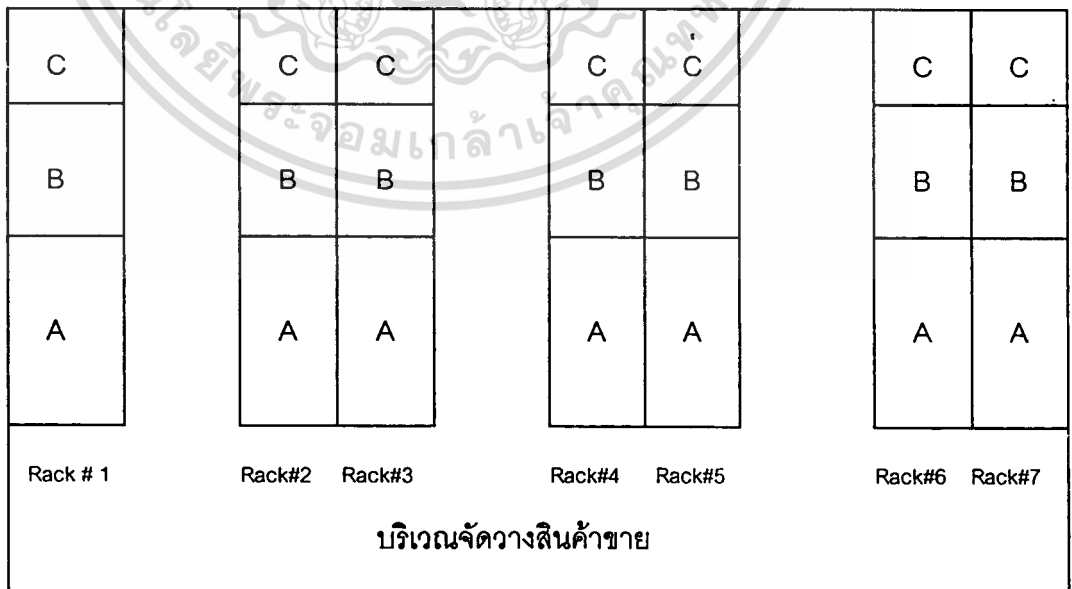 C C C C C C C
B B B B B B B
A A A A A A A
Rack # 1 Rack#2 Rack#3 Rack#4 Rack#5 Rack#6 Rack#7
บริเวณจัดวางสินค้าขาย